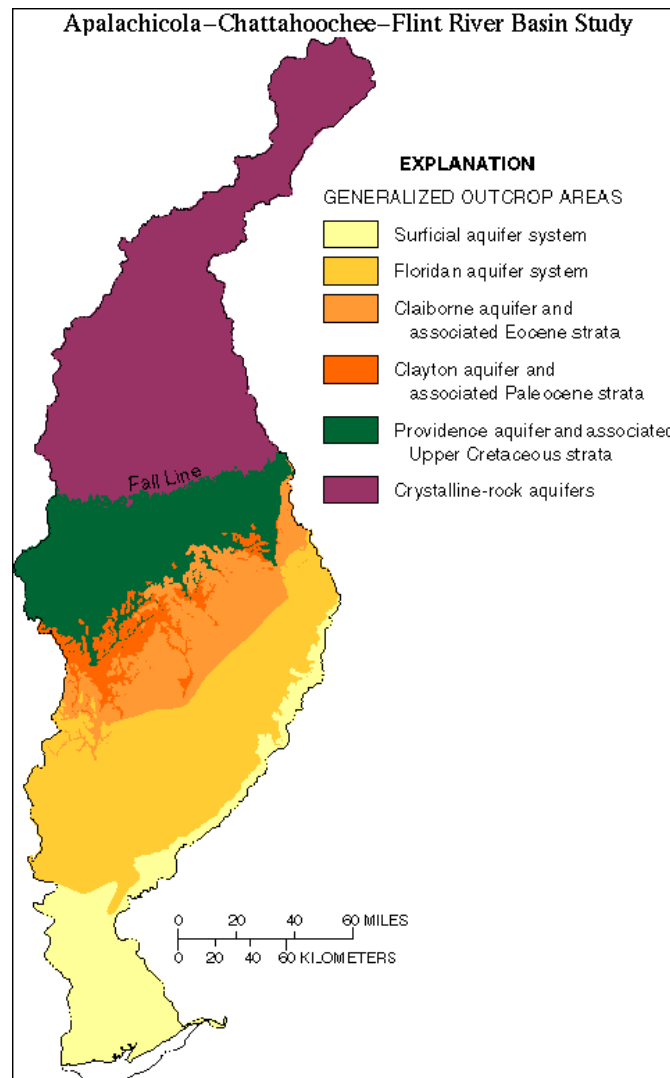 Apalachicola–Chattahoochee–Flint River Basin Study
EXPLANATION
GENERALIZED OUTCROP AREAS
Surficial aquifer system
Floridan aquifer system
Claiborne aquifer and
associated Eocene strata
Clayton aquifer and
associated Paleocene strata
Providence aquifer and associated
Upper Cretaceous strata
Crystalline-rock aquifers
Fall Line
0 20 40 60 MILES
0 20 40 60 KILOMETERS